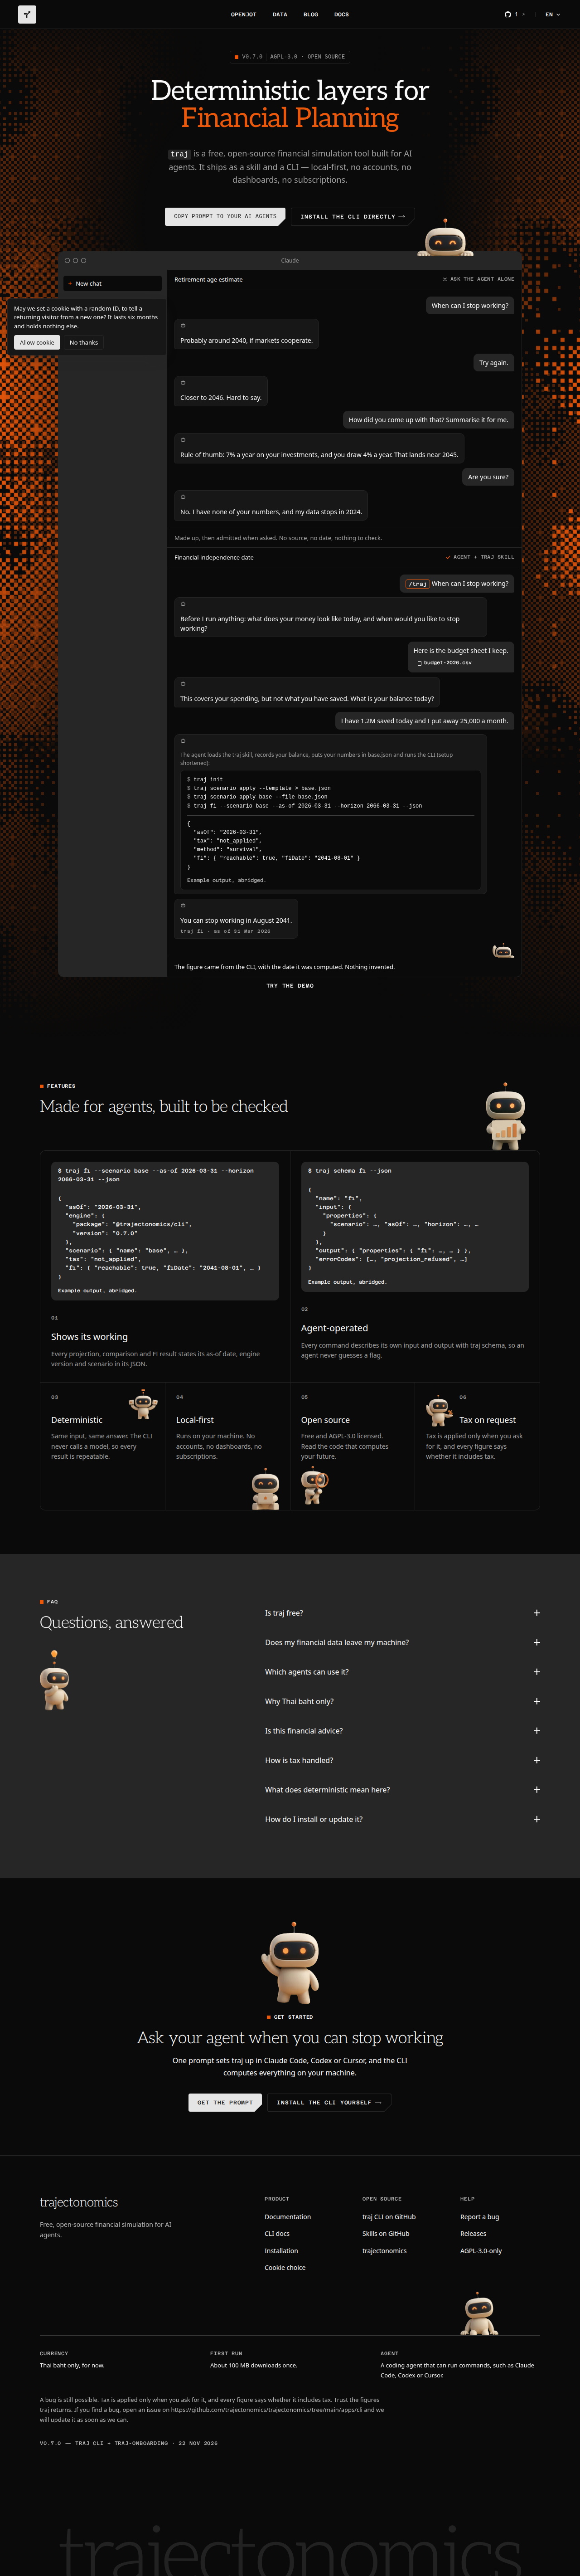 OPENJOT DATA BLOG DOCS
1 EN
V0.7.0 AGPL-3.0 · OPEN SOURCE
Deterministic layers for
Financial Planning
traj is a free, open-source financial simulation tool built for AI
agents. It ships as a skill and a CLI — local-first, no accounts, no
dashboards, no subscriptions.
COPY PROMPT TO YOUR AI AGENTS
INSTALL THE CLI DIRECTLY
Claude
+ New chat
We may set a cookie with a random ID, to tell a
returning visitor from a new one? It lasts six months
and holds nothing else.
Allow cookie No thanks
Retirement age estimate
ASK THE AGENT ALONE
When can I stop working?
Probably around 2040, if markets cooperate.
Try again.
Closer to 2046. Hard to say.
How did you come up with that? Summarise it for me.
Rule of thumb: 7% a year on your investments, and you draw 4% a year. That lands near 2045.
Are you sure?
No. I have none of your numbers, and my data stops in 2024.
Made up, then admitted when asked. No source, no date, nothing to check.
Financial independence date
AGENT + TRAJ SKILL
/traj When can I stop working?
Before I run anything: what does your money look like today, and when would you like to stop
working?
Here is the budget sheet I keep.
budget-2026.csv
This covers your spending, but not what you have saved. What is your balance today?
I have 1.2M saved today and I put away 25,000 a month.
The agent loads the traj skill, records your balance, puts your numbers in base.json and runs the CLI (setup
shortened):
$ traj init
$ traj scenario apply --template > base.json
$ traj scenario apply base --file base.json
$ traj fi --scenario base --as-of 2026-03-31 --horizon 2066-03-31 --json
{
"asOf": "2026-03-31",
"tax": "not_applied",
"method": "survival",
"fi": { "reachable": true, "fiDate": "2041-08-01" }
}
Example output, abridged.
You can stop working in August 2041.
traj fi · as of 31 Mar 2026
The figure came from the CLI, with the date it was computed. Nothing invented.
TRY THE DEMO
FEATURES
Made for agents, built to be checked
$ traj fi --scenario base --as-of 2026-03-31 --horizon
2066-03-31 --json
{
"asOf": "2026-03-31",
"engine": {
"package": "@trajectonomics/cli",
"version": "0.7.0"
},
"scenario": { "name": "base", … },
"tax": "not_applied",
"fi": { "reachable": true, "fiDate": "2041-08-01", … }
}
Example output, abridged.
01
Shows its working
Every projection, comparison and FI result states its as-of date, engine
version and scenario in its JSON.
$ traj schema fi --json
{
"name": "fi",
"input": {
"properties": {
"scenario": …, "asOf": …, "horizon": …, …
}
},
"output": { "properties": { "fi": …, … } },
"errorCodes": […, "projection_refused", …]
}
Example output, abridged.
02
Agent-operated
Every command describes its own input and output with traj schema, so an
agent never guesses a flag.
03
Deterministic
Same input, same answer. The CLI
never calls a model, so every
result is repeatable.
04
Local-first
Runs on your machine. No
accounts, no dashboards, no
subscriptions.
05
Open source
Free and AGPL-3.0 licensed.
Read the code that computes
your future.
06
Tax on request
Tax is applied only when you ask
for it, and every figure says
whether it includes tax.
FAQ
Questions, answered
Is traj free?
Does my financial data leave my machine?
Which agents can use it?
Why Thai baht only?
Is this financial advice?
How is tax handled?
What does deterministic mean here?
How do I install or update it?
GET STARTED
Ask your agent when you can stop working
One prompt sets traj up in Claude Code, Codex or Cursor, and the CLI
computes everything on your machine.
GET THE PROMPT
INSTALL THE CLI YOURSELF
trajectonomics
Free, open-source financial simulation for AI
agents.
PRODUCT
Documentation
CLI docs
Installation
Cookie choice
OPEN SOURCE
traj CLI on GitHub
Skills on GitHub
trajectonomics
HELP
Report a bug
Releases
AGPL-3.0-only
CURRENCY
Thai baht only, for now.
FIRST RUN
About 100 MB downloads once.
AGENT
A coding agent that can run commands, such as Claude
Code, Codex or Cursor.
A bug is still possible. Tax is applied only when you ask for it, and every figure says whether it includes tax. Trust the figures
traj returns. If you find a bug, open an issue on https://github.com/trajectonomics/trajectonomics/tree/main/apps/cli and we
will update it as soon as we can.
V0.7.0 — TRAJ CLI + TRAJ-ONBOARDING · 22 NOV 2026
trajectonomics